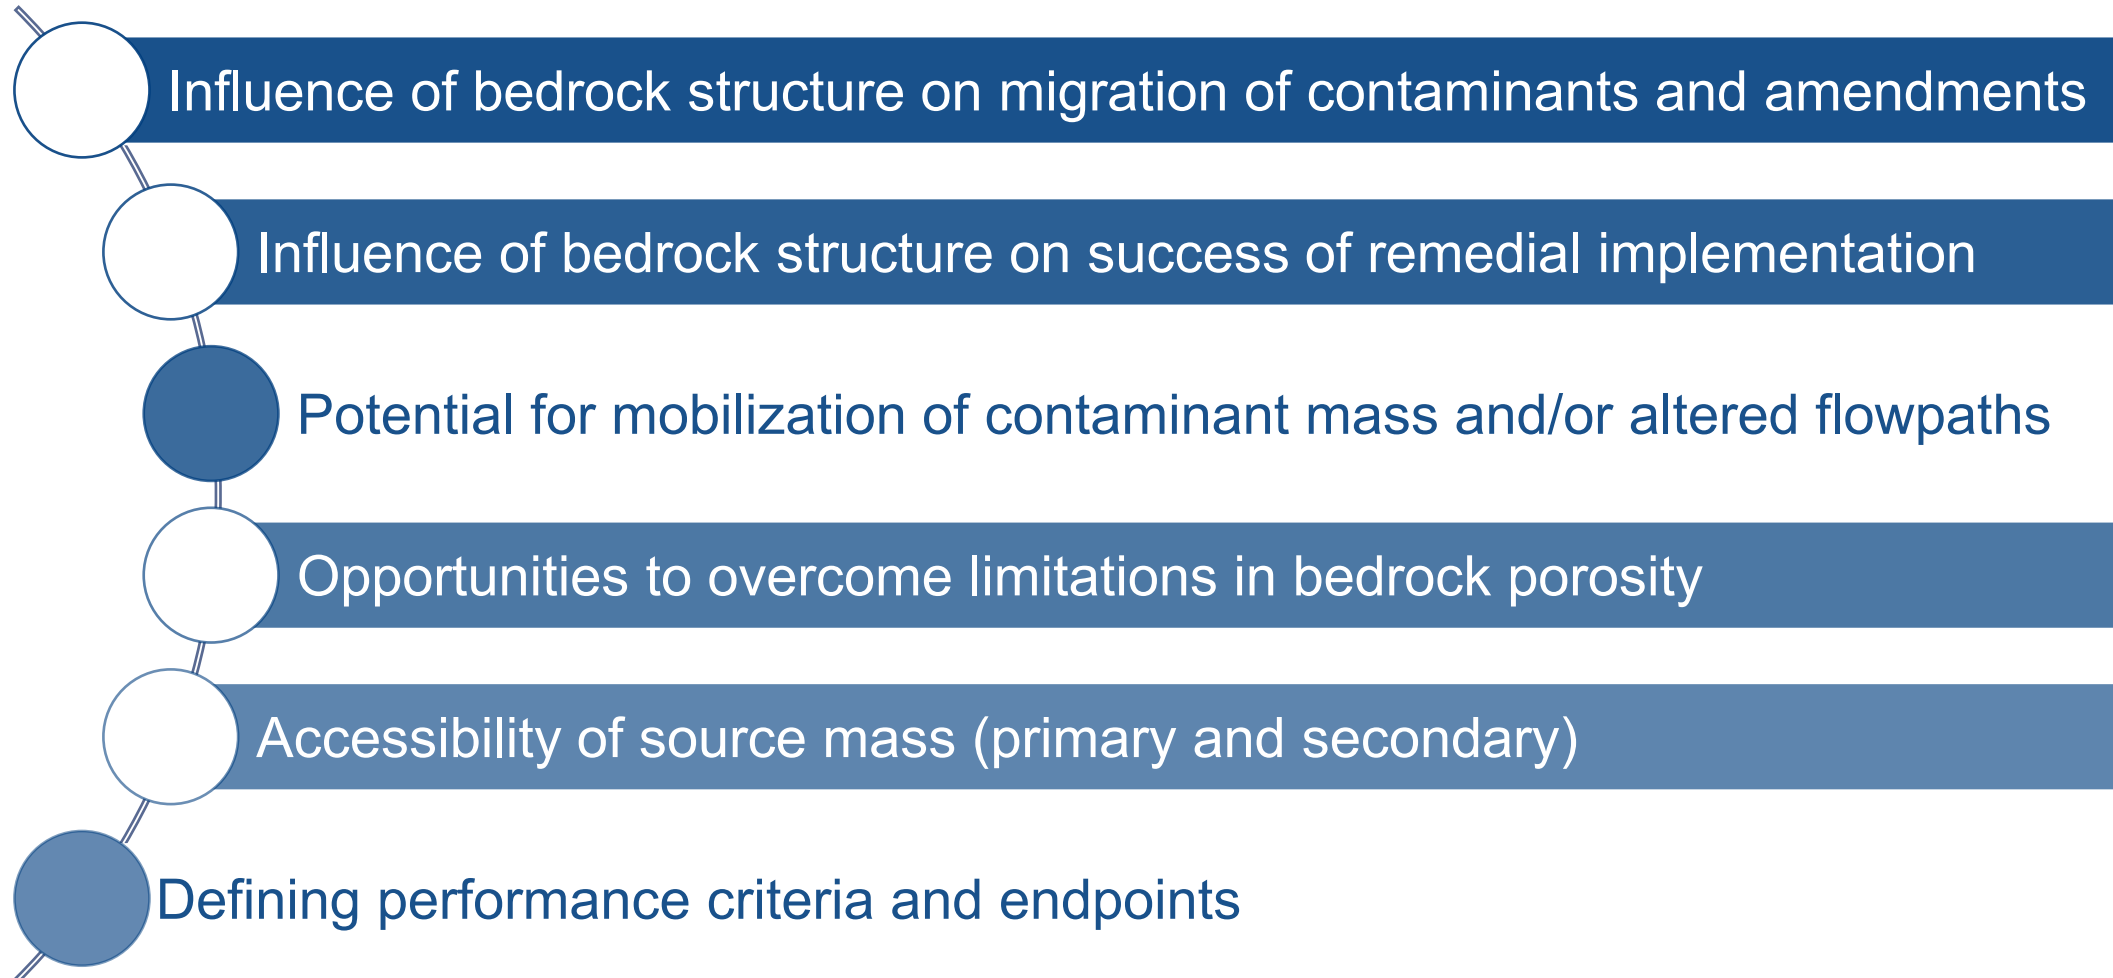 Influence of bedrock structure on migration of contaminants and amendments
Influence of bedrock structure on success of remedial implementation
Potential for mobilization of contaminant mass and/or altered flowpaths
Opportunities to overcome limitations in bedrock porosity
Accessibility of source mass (primary and secondary)
Defining performance criteria and endpoints